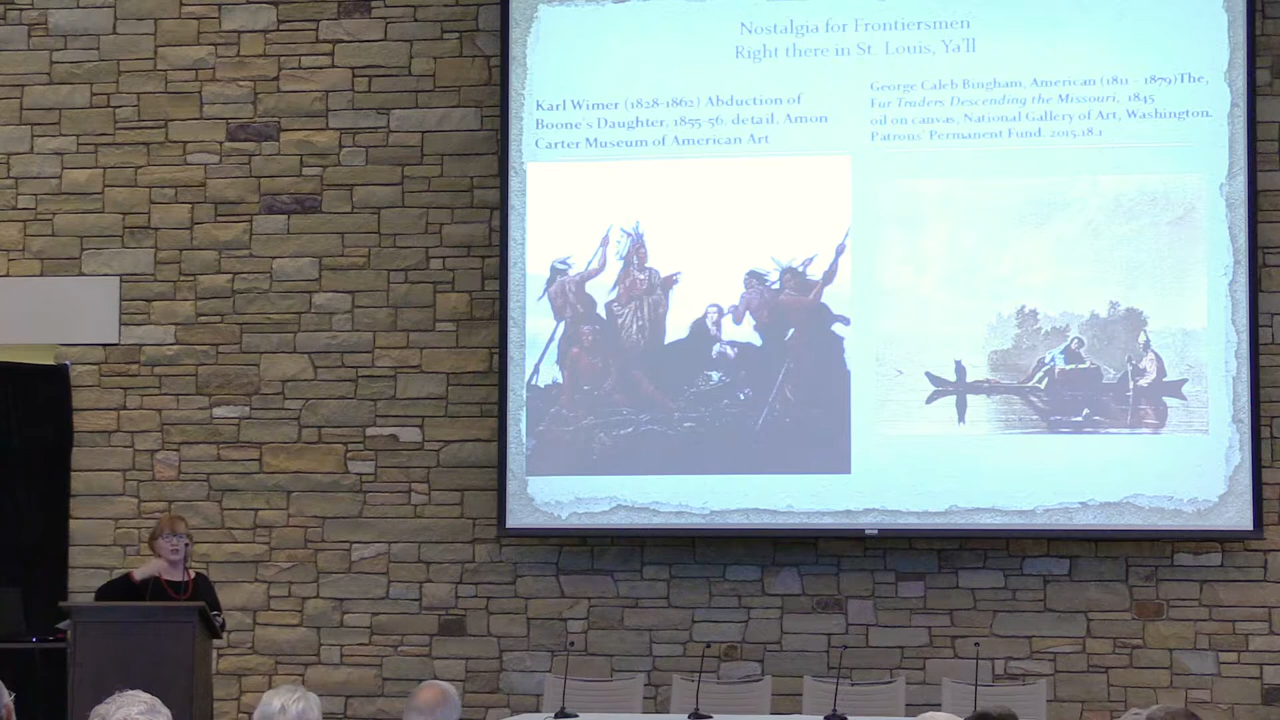 Nostalgia for Frontiersmen
Right there in St. Louis, Ya'll
Karl Wimer (1828-1862) Abduction of
Boone's Daughter, 1855-56, detail, Amon
Carter Museum of American Art
George Caleb Bingham, American (1811 - 1879)The,
Fur Traders Descending the Missouri, 1845
oil on canvas, National Gallery of Art, Washington.
Patrons' Permanent Fund. 2015.18.1